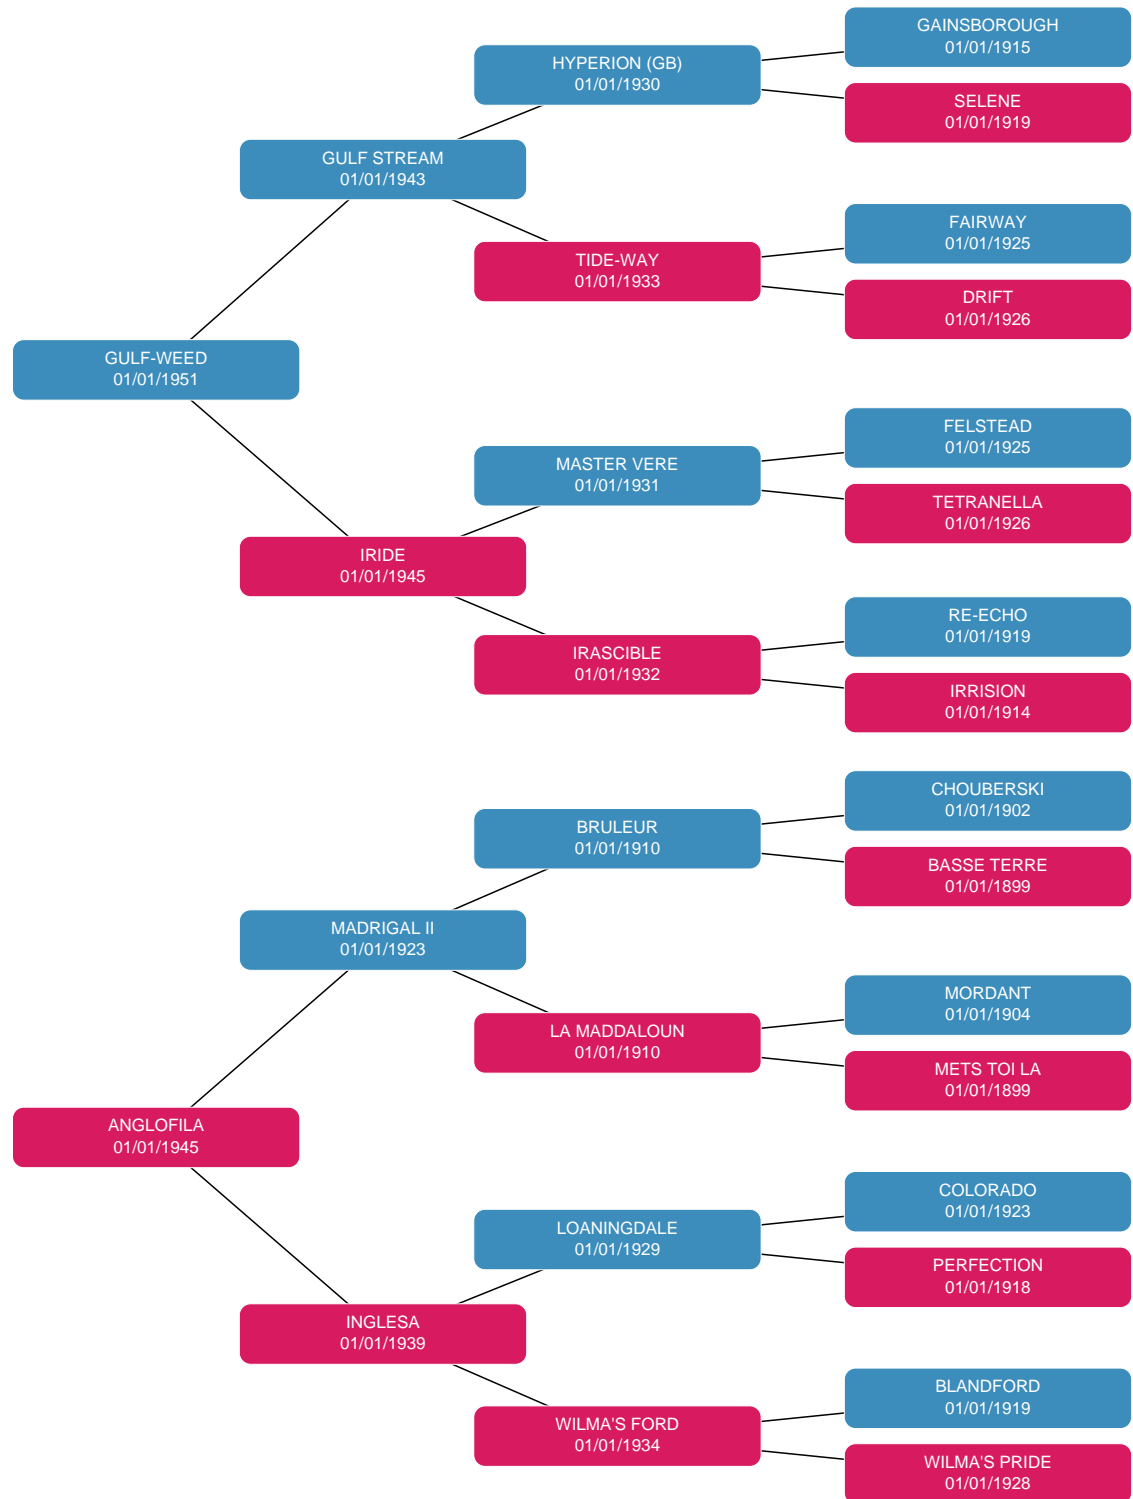 GAINSBOROUGH
01/01/1915
HYPERION (GB)
01/01/1930
SELENE
01/01/1919
GULF STREAM
01/01/1943
FAIRWAY
01/01/1925
TIDE-WAY
01/01/1933
DRIFT
01/01/1926
GULF-WEED
01/01/1951
FELSTEAD
01/01/1925
MASTER VERE
01/01/1931
TETRANELLA
01/01/1926
IRIDE
01/01/1945
RE-ECHO
01/01/1919
IRASCIBLE
01/01/1932
IRRISION
01/01/1914
CHOUBERSKI
01/01/1902
BRULEUR
01/01/1910
BASSE TERRE
01/01/1899
MADRIGAL II
01/01/1923
MORDANT
01/01/1904
LA MADDALOUN
01/01/1910
METS TOI LA
01/01/1899
ANGLOFILA
01/01/1945
COLORADO
01/01/1923
LOANINGDALE
01/01/1929
PERFECTION
01/01/1918
INGLESA
01/01/1939
BLANDFORD
01/01/1919
WILMA'S FORD
01/01/1934
WILMA'S PRIDE
01/01/1928